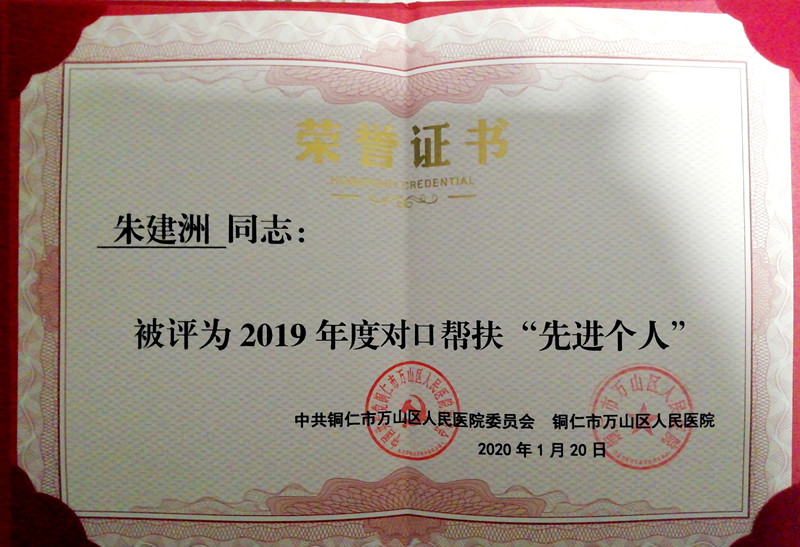 荣誉证书
HONORARY CREDENTIAL
朱建洲 同志：
被评为 2019 年度对口帮扶“先进个人”
中共铜仁市万山区人民医院委员会 铜仁市万山区人民医院
2020 年 1 月 20 日